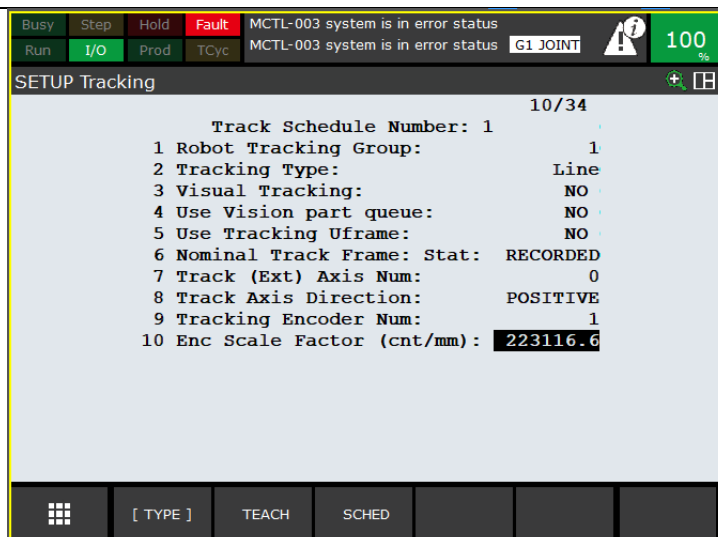 Busy Step Hold Fault MCTL-003 system is in error status
Run I/O Prod TCyc MCTL-003 system is in error status G1 JOINT 100 %
SETUP Tracking
10/34
Track Schedule Number: 1
1 Robot Tracking Group: 1
2 Tracking Type: Line
3 Visual Tracking: NO
4 Use Vision part queue: NO
5 Use Tracking Uframe: NO
6 Nominal Track Frame: Stat: RECORDED
7 Track (Ext) Axis Num: 0
8 Track Axis Direction: POSITIVE
9 Tracking Encoder Num: 1
10 Enc Scale Factor (cnt/mm): 223116.6
[ TYPE ] TEACH SCHED